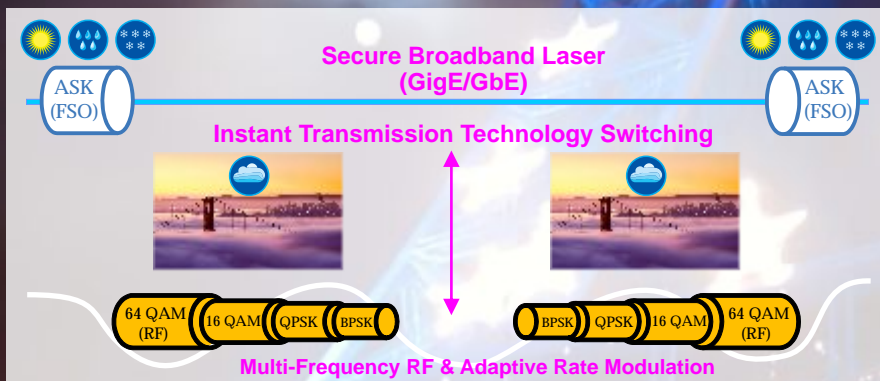 Secure Broadband Laser
(GigE/GbE)
ASK
(FSO)
ASK
(FSO)
Instant Transmission Technology Switching
64 QAM
(RF)
16 QAM
QPSK
BPSK
BPSK
QPSK
16 QAM
64 QAM
(RF)
Multi-Frequency RF & Adaptive Rate Modulation